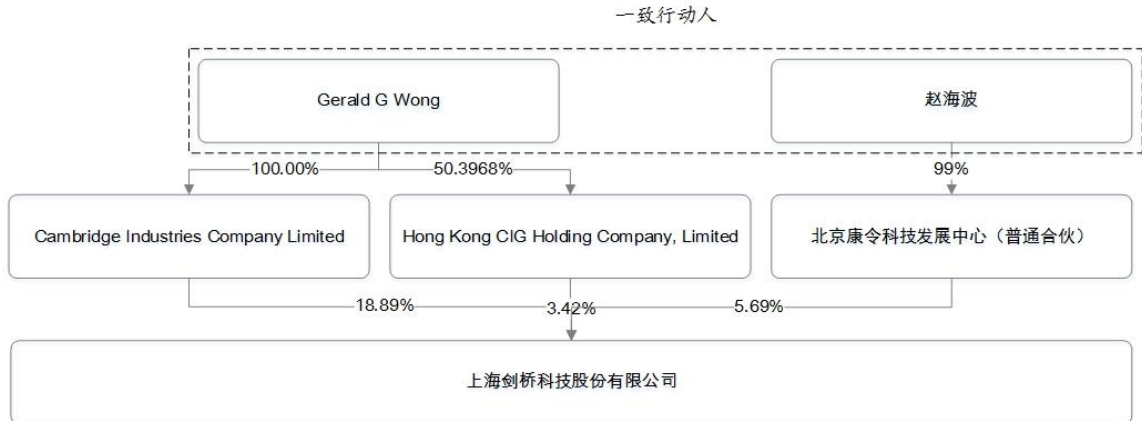 一致行动人
Gerald G Wong
赵海波
100.00%
50.3968%
99%
Cambridge Industries Company Limited
Hong Kong CIG Holding Company, Limited
北京康令科技发展中心（普通合伙）
18.89%
3.42%
5.69%
上海剑桥科技股份有限公司